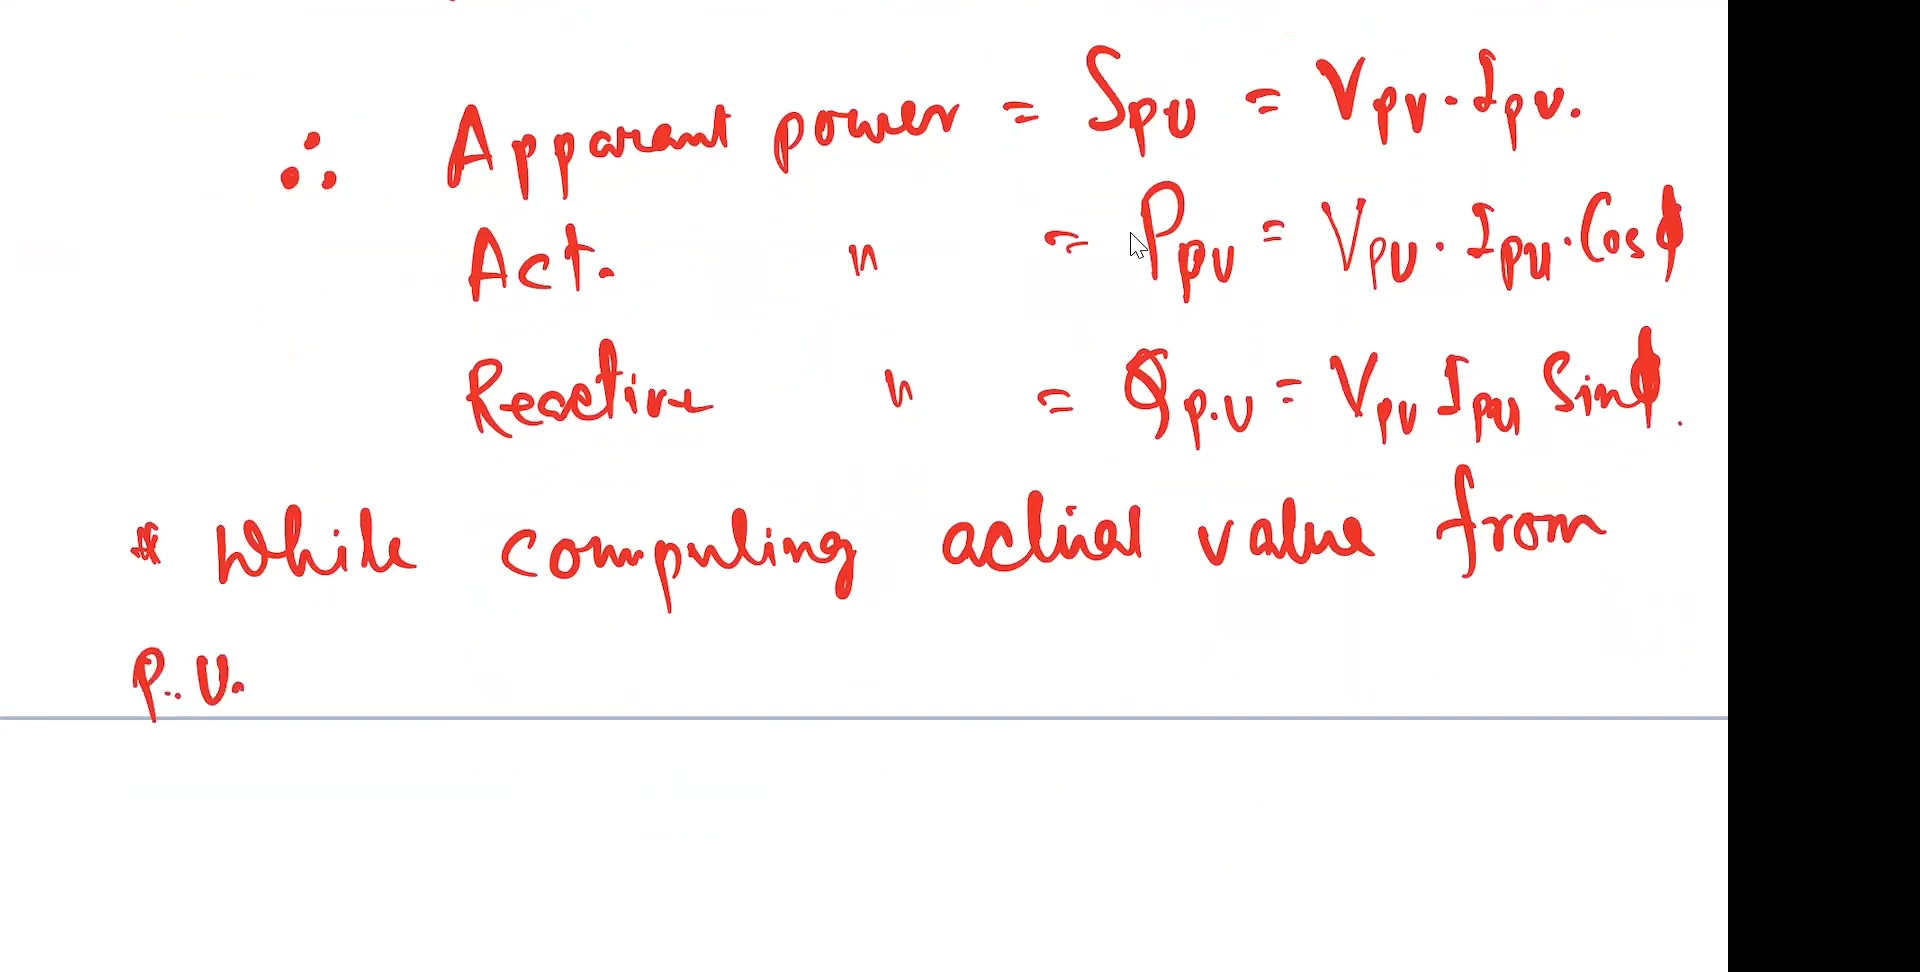 ∴ Apparant power = Spu = Vpu . Ipu.
Act. " = Ppu = Vpu . Ipu . Cos ϕ
Reactive " = Qp.u = Vpu Ipu Sin ϕ.
* While computing actual value from
P.U.